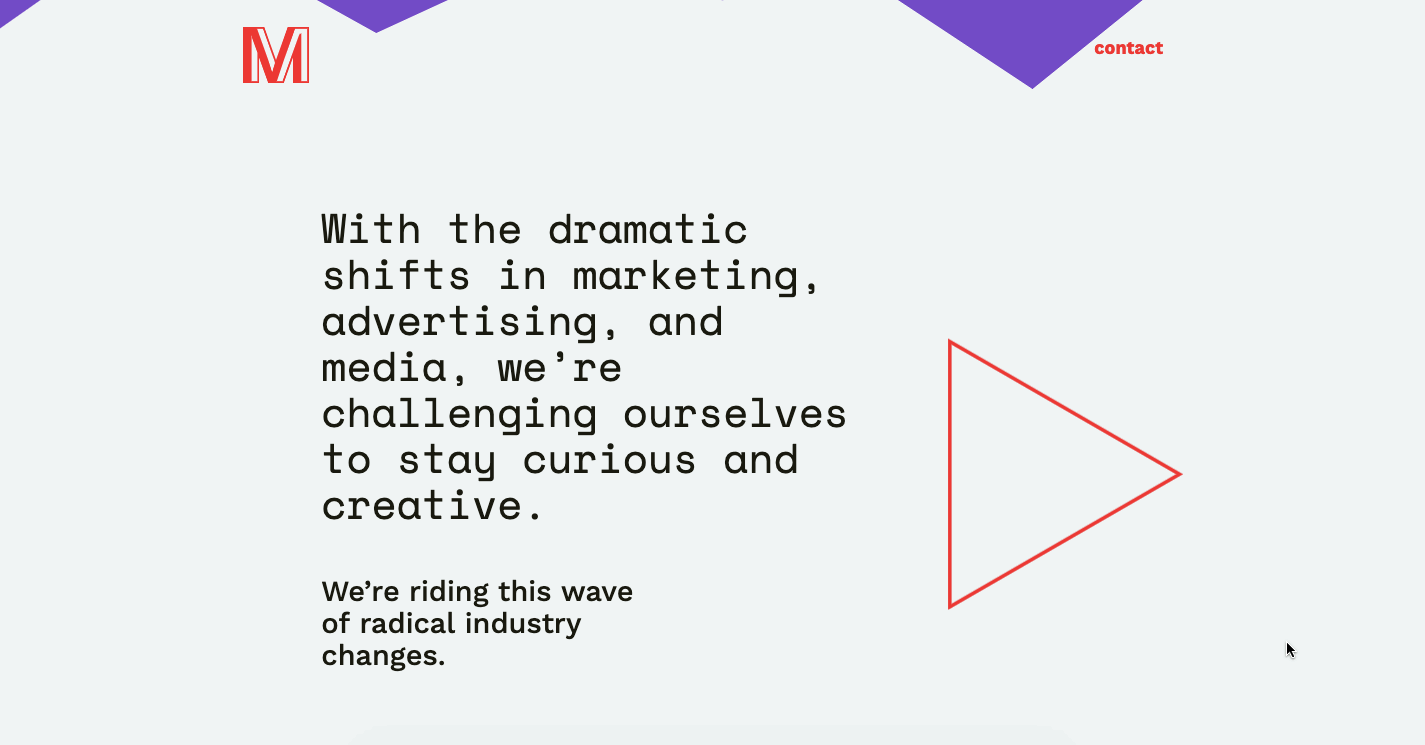 M
contact
With the dramatic
shifts in marketing,
advertising, and
media, we’re
challenging ourselves
to stay curious and
creative.
We’re riding this wave
of radical industry
changes.